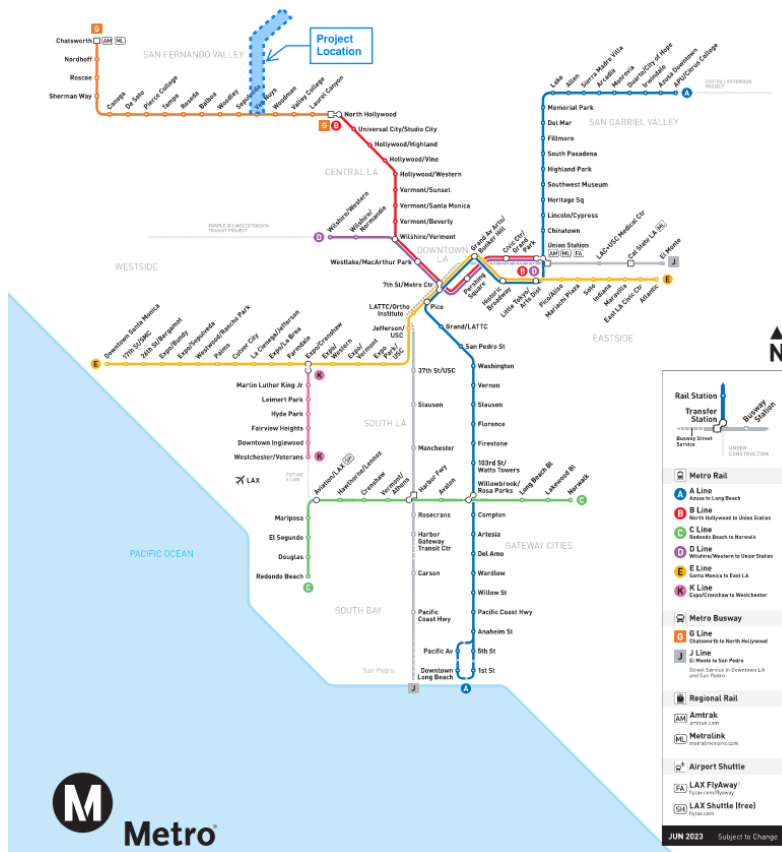 G
Chatsworth
AM
ML
Nordhoff
Roscoe
Sherman Way
SAN FERNANDO VALLEY
Project
Location
Canoga
De Soto
Pierce College
Tampa
Reseda
Balboa
Woodley
Sepulveda
Van Nuys
Woodman
Valley College
Laurel Canyon
G
B
North Hollywood
Universal City/Studio City
Hollywood/Highland
Hollywood/Vine
CENTRAL LA
Hollywood/Western
Vermont/Sunset
Vermont/Santa Monica
Vermont/Beverly
Wilshire/Vermont
Wilshire/Western
Wilshire/
Normandie
PURPLE (D LINE) EXTENSION
TRANSIT PROJECT
D
WESTSIDE
Westlake/MacArthur Park
7th St/Metro Ctr
DOWNTOWN
LA
Lake
Allen
Sierra Madre Villa
Arcadia
Monrovia
Duarte/City of Hope
Irwindale
Azusa Downtown
APU/Citrus College
A
FOOTHILL EXTENSION
PROJECT
Memorial Park
SAN GABRIEL VALLEY
Del Mar
Fillmore
South Pasadena
Highland Park
Southwest Museum
Heritage Sq
Lincoln/Cypress
Chinatown
Union Station
AM
ML
FA
Grand Av Arts/
Bunker Hill
Civic Ctr/
Grand
Park
B
D
Pershing
Square
Historic
Broadway
Little Tokyo/
Arts Dist
LAC+USC Medical Ctr
Cal State LA
ML
El Monte
J
Pico/Aliso
Mariachi Plaza
Soto
Indiana
Maravilla
East LA Civic Ctr
Atlantic
E
EASTSIDE
LATTC/Ortho
Institute
Pico
Jefferson/
USC
Grand/LATTC
San Pedro St
Downtown Santa Monica
17th St/SMC
26th St/Bergamot
Expo/Bundy
Expo/Sepulveda
Westwood/Rancho Park
Palms
Culver City
La Cienega/Jefferson
Expo/La Brea
Farmdale
Expo/Crenshaw
Expo/
Western
Expo/
Vermont
Expo
Park/
USC
E
K
Martin Luther King Jr
Leimert Park
Hyde Park
Fairview Heights
Downtown Inglewood
Westchester/Veterans
K
LAX
FUTURE
K LINE
37th St/USC
Slauson
SOUTH LA
Manchester
Washington
Vernon
Slauson
Florence
Firestone
103rd St/
Watts Towers
Willowbrook/
Rosa Parks
Aviation/LAX
SH
Hawthorne/Lennox
Crenshaw
Vermont/
Athens
Harbor Fwy
Avalon
Long Beach Bl
Lakewood Bl
Norwalk
C
Mariposa
El Segundo
Douglas
Redondo Beach
C
Rosecrans
Harbor
Gateway
Transit Ctr
Carson
Pacific
Coast Hwy
SOUTH BAY
San Pedro
J
Compton
Artesia
GATEWAY CITIES
Del Amo
Wardlow
Willow St
Pacific Coast Hwy
Anaheim St
Pacific Av
5th St
Downtown
Long Beach
1st St
A
PACIFIC OCEAN
M
Metro
N
Rail Station
Transfer
Station
Busway
Station
Busway Street
Service
UNDER
CONSTRUCTION
Metro Rail
A
A Line
Azusa to Long Beach
B
B Line
North Hollywood to Union Station
C
C Line
Redondo Beach to Norwalk
D
D Line
Wilshire/Western to Union Station
E
E Line
Santa Monica to East LA
K
K Line
Expo/Crenshaw to Westchester
Metro Busway
G
G Line
Chatsworth to North Hollywood
J
J Line
El Monte to San Pedro
Street Service in Downtown LA
and San Pedro
Regional Rail
AM
Amtrak
amtrak.com
ML
Metrolink
metrolinktrains.com
Airport Shuttle
FA
LAX FlyAway
flylax.com/flyaway
SH
LAX Shuttle (free)
flylax.com
JUN 2023
Subject to Change